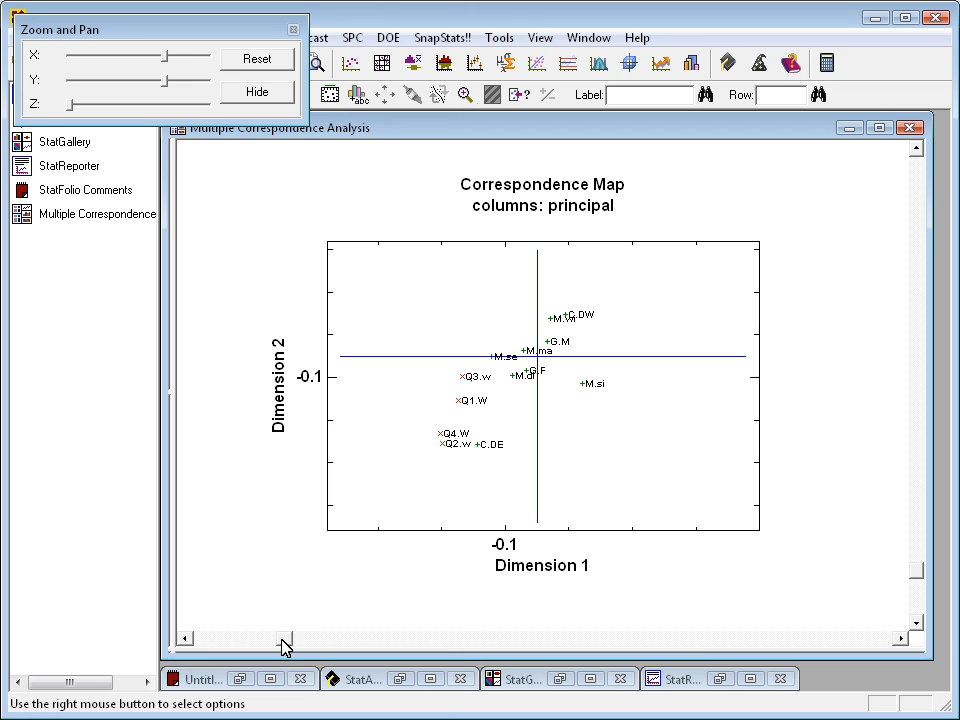 Zoom and Pan
X:
Reset
Y:
Hide
Z:
cast SPC DOE SnapStats!! Tools View Window Help
abc
Label: Row:
StatGallery
StatReporter
StatFolio Comments
Multiple Correspondence
Multiple Correspondence Analysis
Correspondence Map
columns: principal
C.DW
M.wi
G.M
M.ma
M.se
G.F
M.di
M.si
Q3.w
Q1.W
Q4.W
Q2.w
C.DE
-0.1
Dimension 2
-0.1
Dimension 1
Untitl... StatA... StatG... StatR...
Use the right mouse button to select options